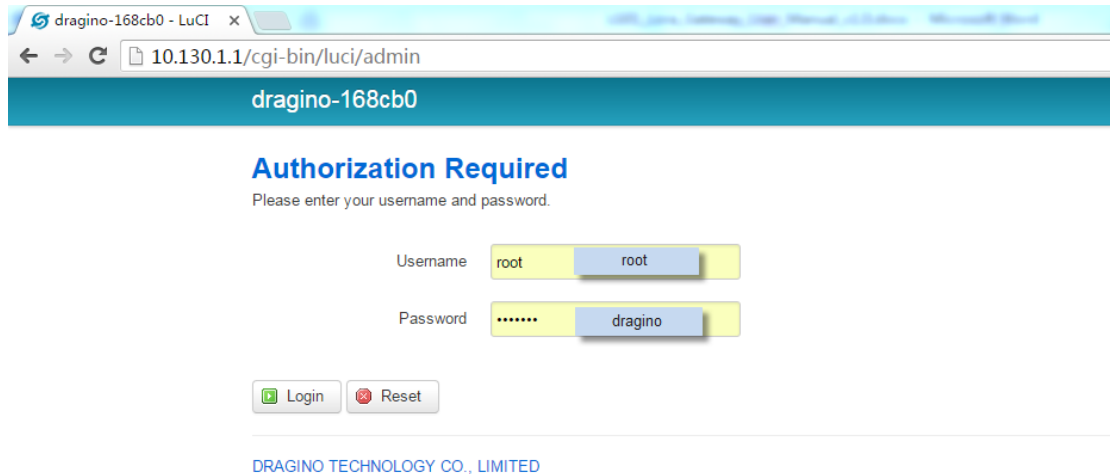 dragino-168cb0 - LuCI x
10.130.1.1/cgi-bin/luci/admin
dragino-168cb0
Authorization Required
Please enter your username and password.
Username root root
Password ••••••• dragino
Login Reset
DRAGINO TECHNOLOGY CO., LIMITED